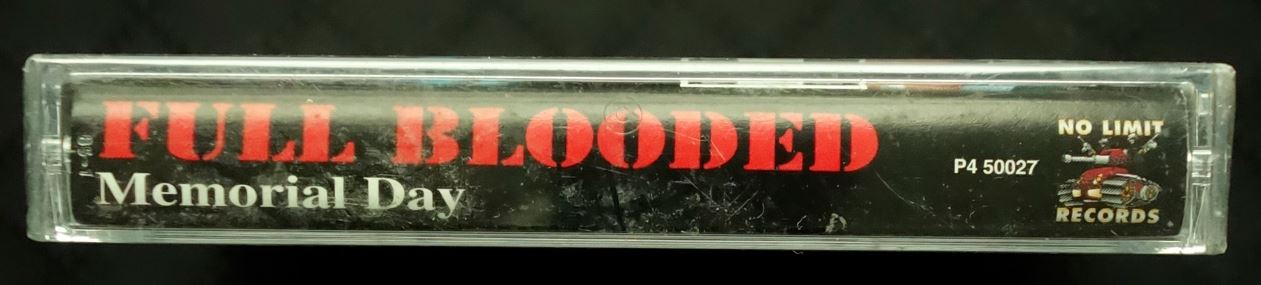 FULL BLOODED
Memorial Day
P4 50027
NO LIMIT
RECORDS